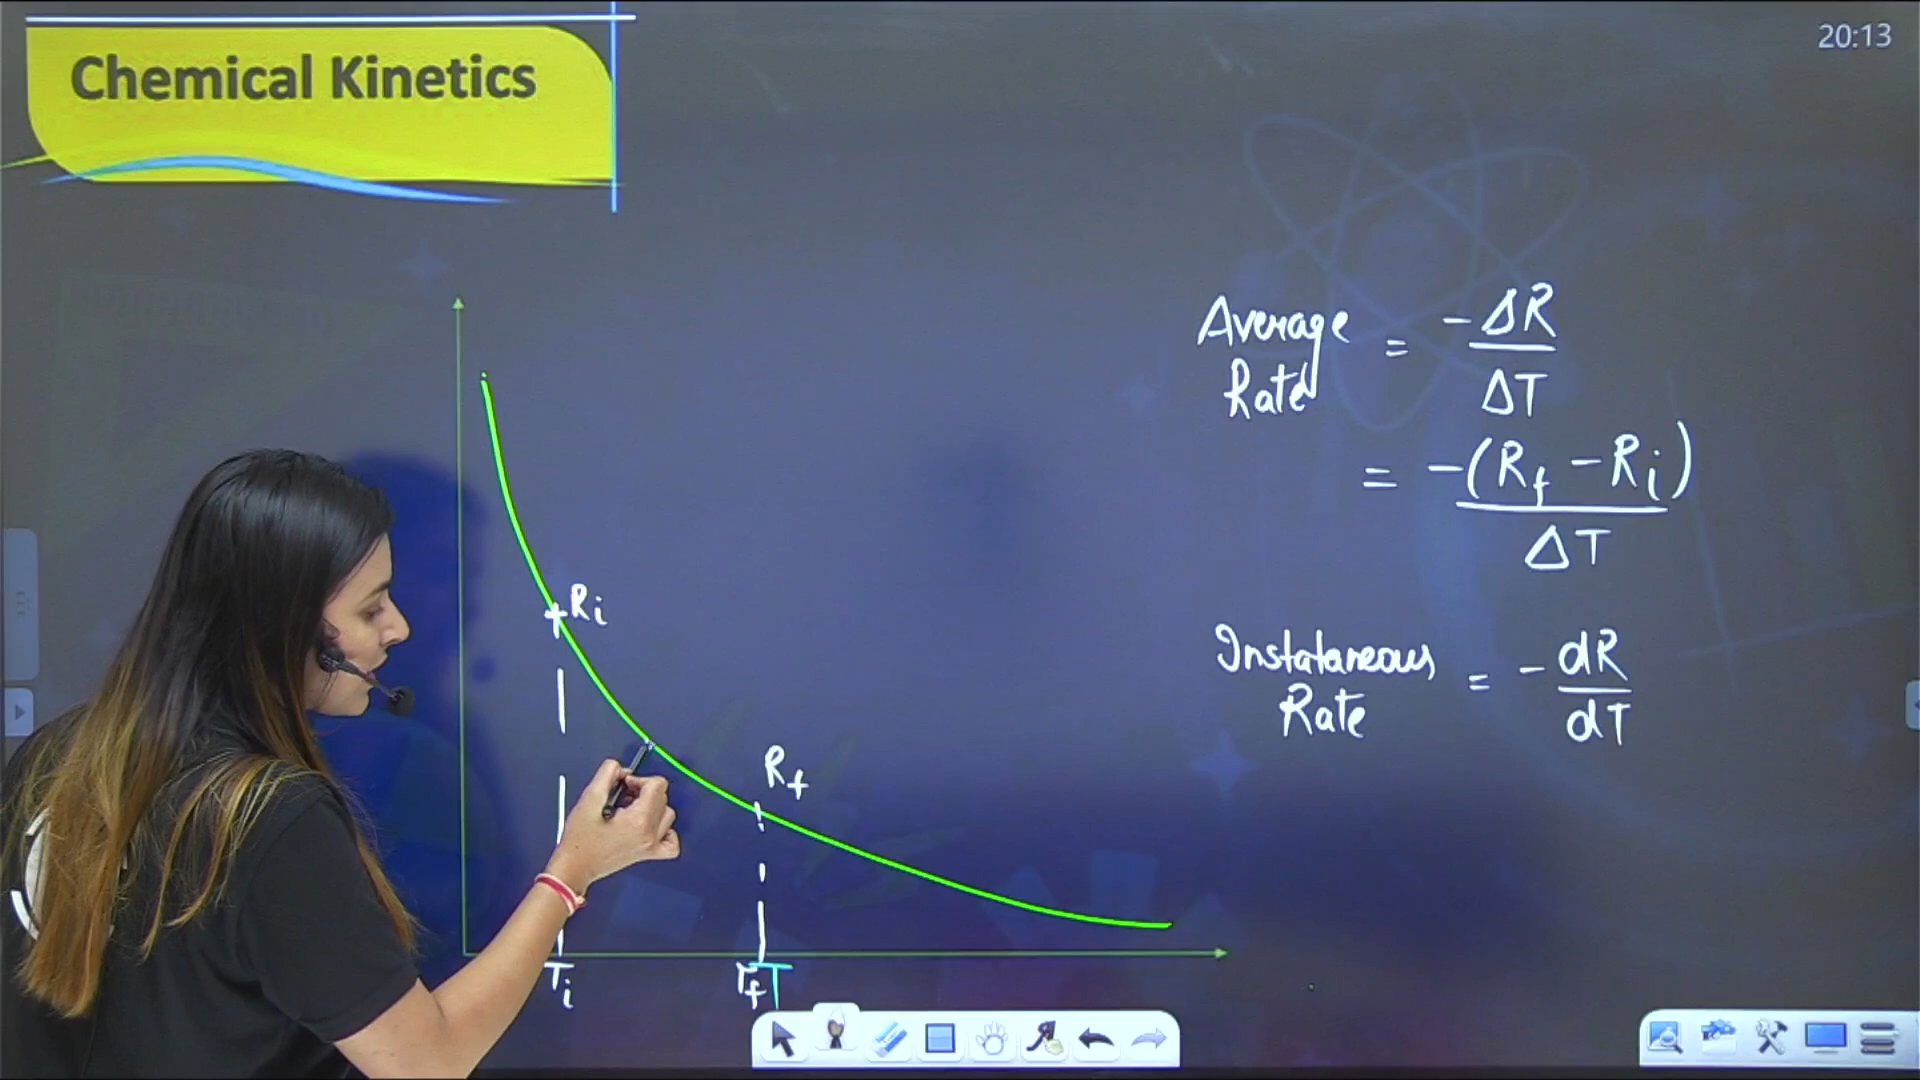 Chemical Kinetics
20:13
Average Rate = -ΔR/ΔT
= -(Rf - Ri)/ΔT
Instataneous Rate = - dR/dT
Ri
Rf
Ti
Tf T